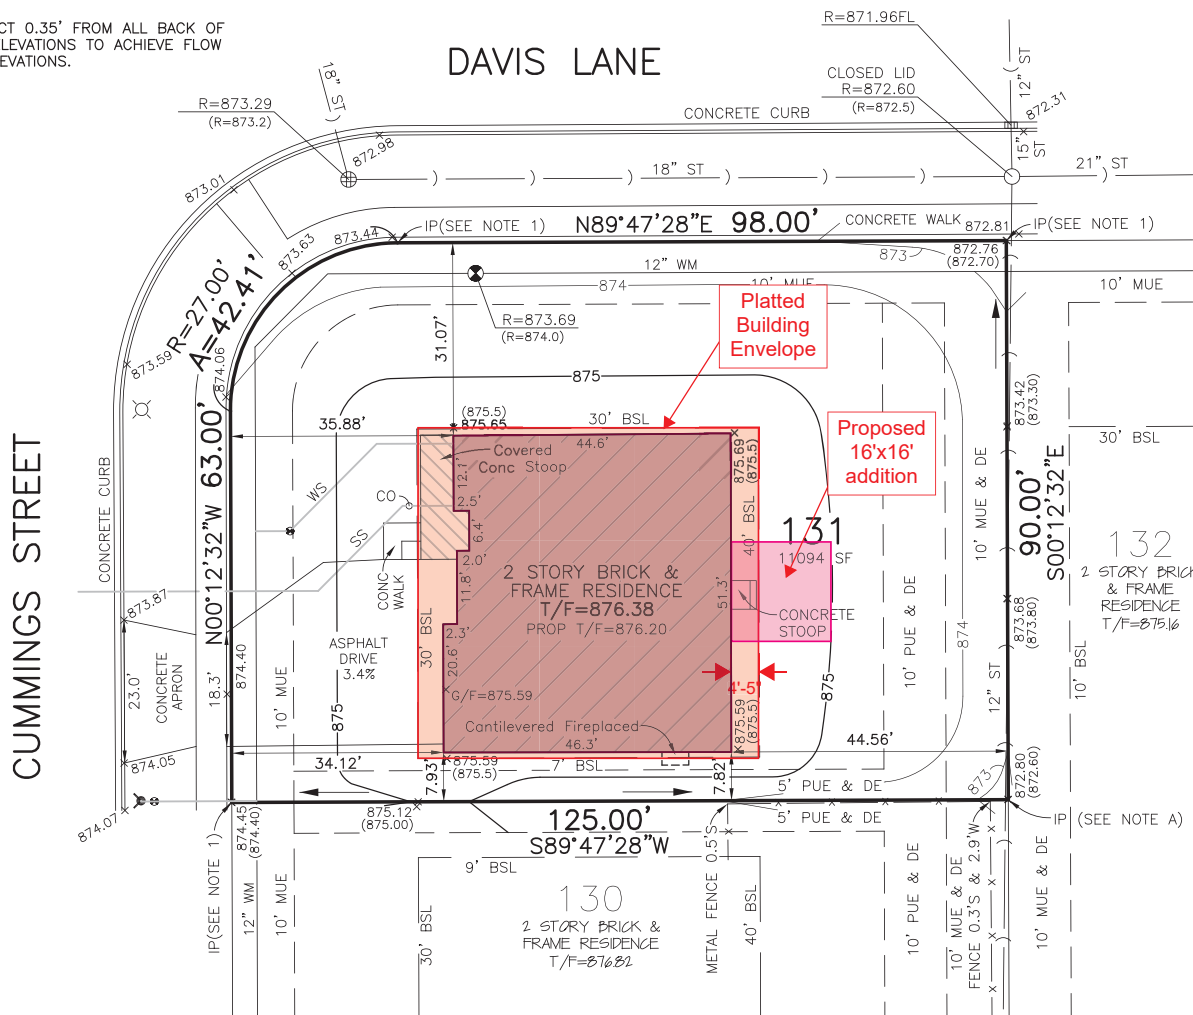 CT 0.35' FROM ALL BACK OF
LEVATIONS TO ACHIEVE FLOW
EVATIONS.
DAVIS LANE
R=871.96FL
CLOSED LID
R=872.60
(R=872.5)
12" ST
872.31
R=873.29
(R=873.2)
18" ST
CONCRETE CURB
872.98
15"
ST
18" ST
21" ST
873.01
IP(SEE NOTE 1)
N89°47'28"E 98.00'
CONCRETE WALK
872.81
IP(SEE NOTE 1)
873.44
873.63
873
872.76
(872.70)
12" WM
10' MUE
10' MUE
874
R=27.00'
A=42.41'
R=873.69
(R=874.0)
Platted
Building
Envelope
31.07'
873.59
874.06
875
873.42
(873.30)
35.88'
(875.5)
875.65
30' BSL
44.6'
Proposed
16'x16'
addition
30' BSL
CUMMINGS STREET
CONCRETE CURB
N00°12'32"W 63.00'
Covered
Conc Stoop
12.1'
875.69
(875.5)
10' MUE & DE
90.00'
S00°12'32"E
WS
CO
2.5'
SS
6.4'
40' BSL
131
11094 SF
132
2 STORY BRICK
& FRAME
RESIDENCE
T/F=875.16
2.0'
CONC
WALK
11.8'
2 STORY BRICK &
FRAME RESIDENCE
T/F=876.38
PROP T/F=876.20
51.3'
CONCRETE
STOOP
873.87
873.68
(873.80)
10' PUE & DE
874
30' BSL
2.3'
ASPHALT
DRIVE
3.4%
20.6'
874.40
18.3'
23.0'
CONCRETE
APRON
10' MUE
875
G/F=875.59
4'-5"
875
12" ST
10' BSL
Cantilevered Fireplaced
46.3'
875.59
(875.5)
44.56'
874.05
34.12'
875.59
(875.5)
7' BSL
7.93'
7.82'
5' PUE & DE
873
872.80
(872.60)
874.07
874.45
(874.40)
875.12
(875.00)
125.00'
S89°47'28"W
5' PUE & DE
IP (SEE NOTE A)
IP(SEE NOTE 1)
12" WM
10' MUE
9' BSL
130
2 STORY BRICK &
FRAME RESIDENCE
T/F=876.82
30' BSL
METAL FENCE 0.5'S
40' BSL
10' PUE & DE
10' MUE & DE
FENCE 0.3'S & 2.9'W
10' MUE & DE